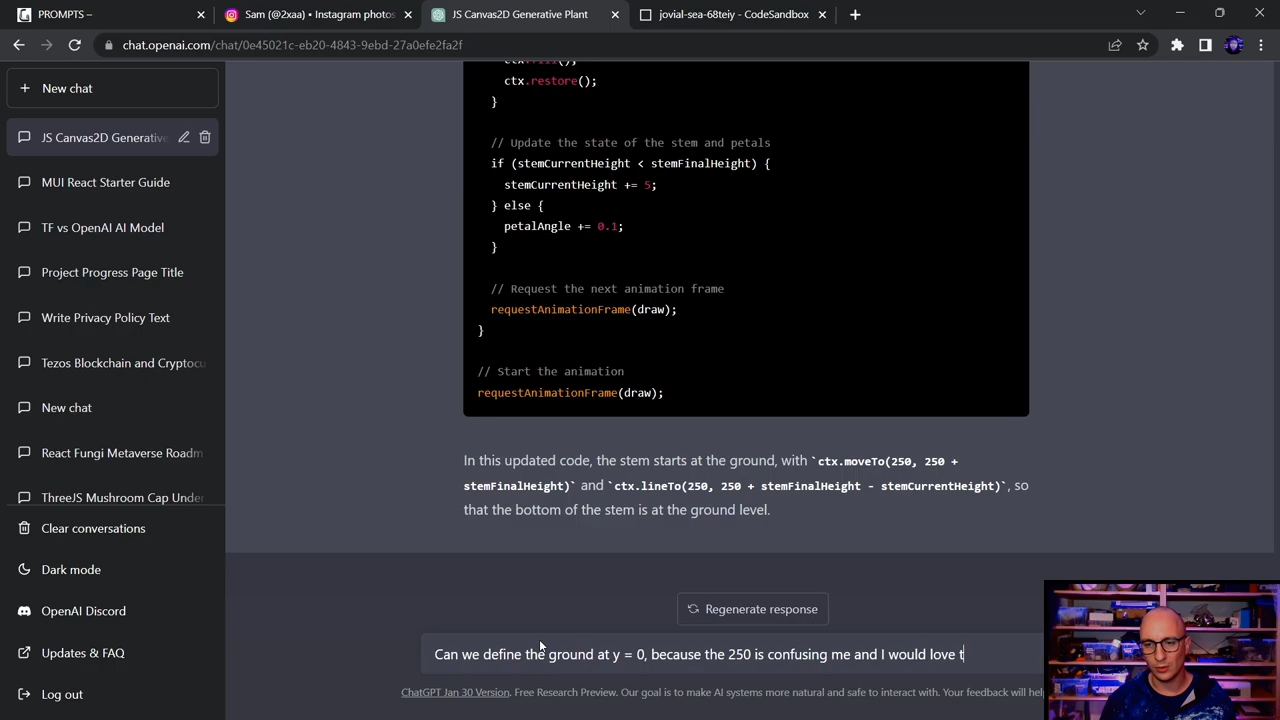 PROMPTS –
Sam (@2xaa) • Instagram photos
JS Canvas2D Generative Plant
jovial-sea-68teiy - CodeSandbox
chat.openai.com/chat/0e45021c-eb20-4843-9ebd-27a0efe2fa2f
New chat
JS Canvas2D Generative
MUI React Starter Guide
TF vs OpenAI AI Model
Project Progress Page Title
Write Privacy Policy Text
Tezos Blockchain and Cryptocu
New chat
React Fungi Metaverse Roadm
ThreeJS Mushroom Cap Under
Clear conversations
Dark mode
OpenAI Discord
Updates & FAQ
Log out
ctx.fill();
ctx.restore();
}
// Update the state of the stem and petals
if (stemCurrentHeight < stemFinalHeight) {
stemCurrentHeight += 5;
} else {
petalAngle += 0.1;
}
// Request the next animation frame
requestAnimationFrame(draw);
}
// Start the animation
requestAnimationFrame(draw);
In this updated code, the stem starts at the ground, with `ctx.moveTo(250, 250 +
stemFinalHeight)` and `ctx.lineTo(250, 250 + stemFinalHeight - stemCurrentHeight)`, so
that the bottom of the stem is at the ground level.
Regenerate response
Can we define the ground at y = 0, because the 250 is confusing me and I would love t
ChatGPT Jan 30 Version. Free Research Preview. Our goal is to make AI systems more natural and safe to interact with. Your feedback will hel